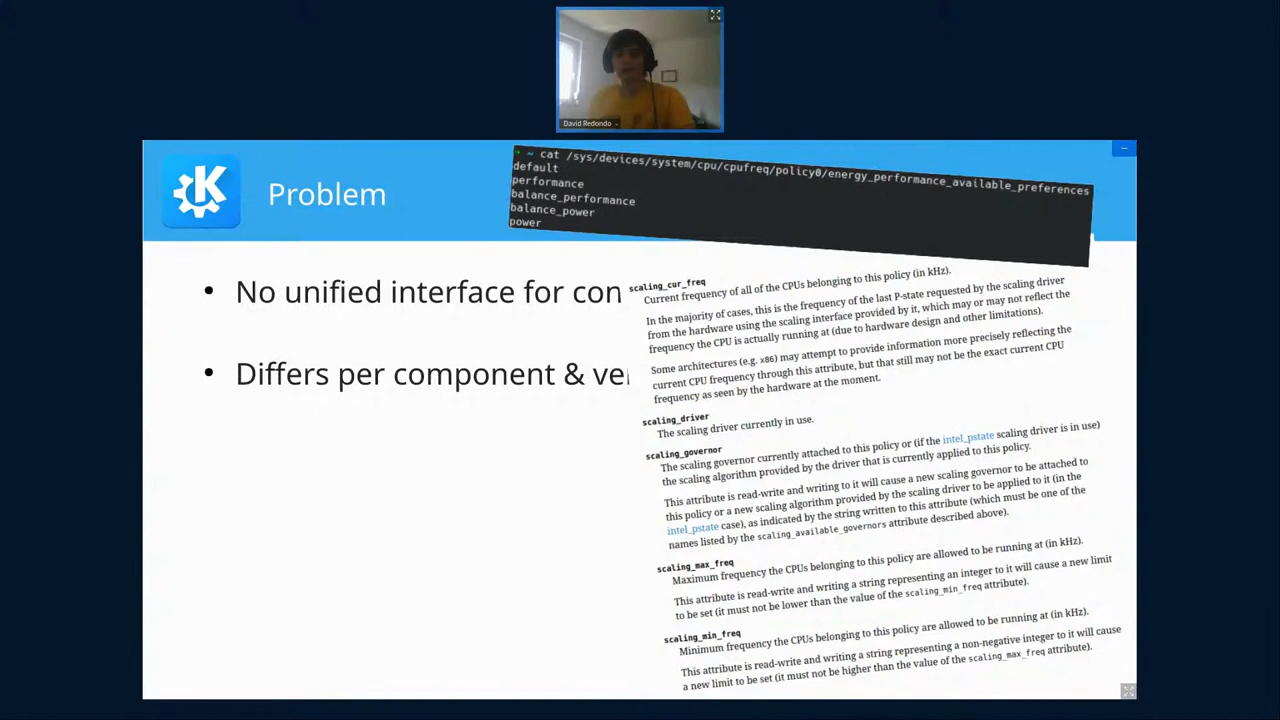 David Redondo
Problem
~ cat /sys/devices/system/cpu/cpufreq/policy0/energy_performance_available_preferences
default
performance
balance_performance
balance_power
power
No unified interface for con
Differs per component & ve
scaling_cur_freq
Current frequency of all of the CPUs belonging to this policy (in kHz).
In the majority of cases, this is the frequency of the last P-state requested by the scaling driver
from the hardware using the scaling interface provided by it, which may or may not reflect the
frequency the CPU is actually running at (due to hardware design and other limitations).
Some architectures (e.g. x86) may attempt to provide information more precisely reflecting the
current CPU frequency through this attribute, but that still may not be the exact current CPU
frequency as seen by the hardware at the moment.
scaling_driver
The scaling driver currently in use.
scaling_governor
The scaling governor currently attached to this policy or (if the intel_pstate scaling driver is in use)
the scaling algorithm provided by the driver that is currently applied to this policy.
This attribute is read-write and writing to it will cause a new scaling governor to be attached to
this policy or a new scaling algorithm provided by the scaling driver to be applied to it (in the
intel_pstate case), as indicated by the string written to this attribute (which must be one of the
names listed by the scaling_available_governors attribute described above).
scaling_max_freq
Maximum frequency the CPUs belonging to this policy are allowed to be running at (in kHz).
This attribute is read-write and writing a string representing an integer to it will cause a new limit
to be set (it must not be lower than the value of the scaling_min_freq attribute).
scaling_min_freq
Minimum frequency the CPUs belonging to this policy are allowed to be running at (in kHz).
This attribute is read-write and writing a string representing a non-negative integer to it will cause
a new limit to be set (it must not be higher than the value of the scaling_max_freq attribute).